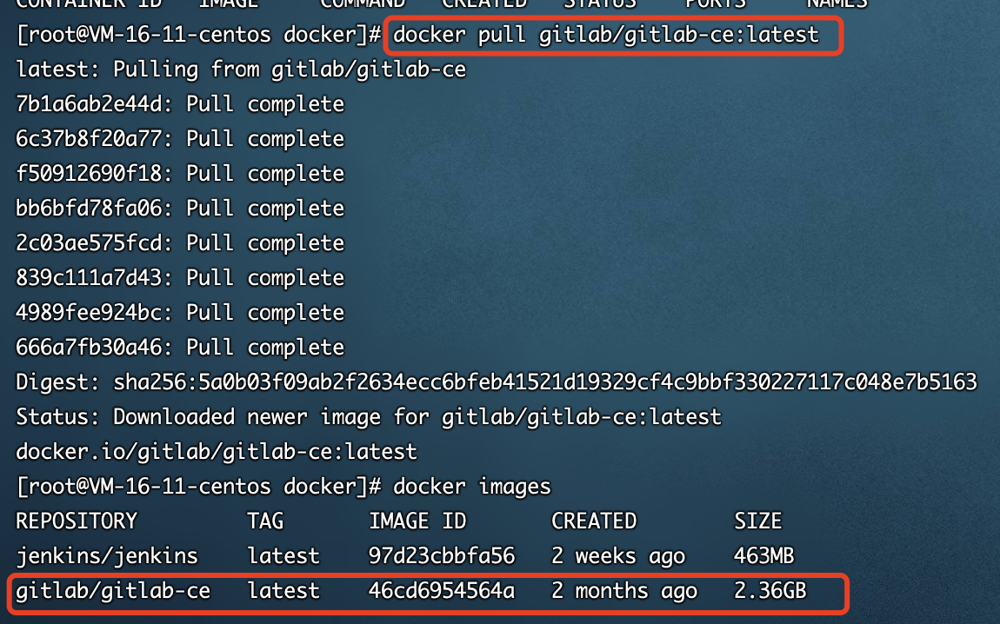 CONTAINER ID   IMAGE     COMMAND   CREATED   STATUS    PORTS     NAMES
[root@VM-16-11-centos docker]# docker pull gitlab/gitlab-ce:latest
latest: Pulling from gitlab/gitlab-ce
7b1a6ab2e44d: Pull complete
6c37b8f20a77: Pull complete
f50912690f18: Pull complete
bb6bfd78fa06: Pull complete
2c03ae575fcd: Pull complete
839c111a7d43: Pull complete
4989fee924bc: Pull complete
666a7fb30a46: Pull complete
Digest: sha256:5a0b03f09ab2f2634ecc6bfeb41521d19329cf4c9bbf330227117c048e7b5163
Status: Downloaded newer image for gitlab/gitlab-ce:latest
docker.io/gitlab/gitlab-ce:latest
[root@VM-16-11-centos docker]# docker images
REPOSITORY         TAG       IMAGE ID       CREATED        SIZE
jenkins/jenkins    latest    97d23cbbfa56   2 weeks ago    463MB
gitlab/gitlab-ce   latest    46cd6954564a   2 months ago   2.36GB